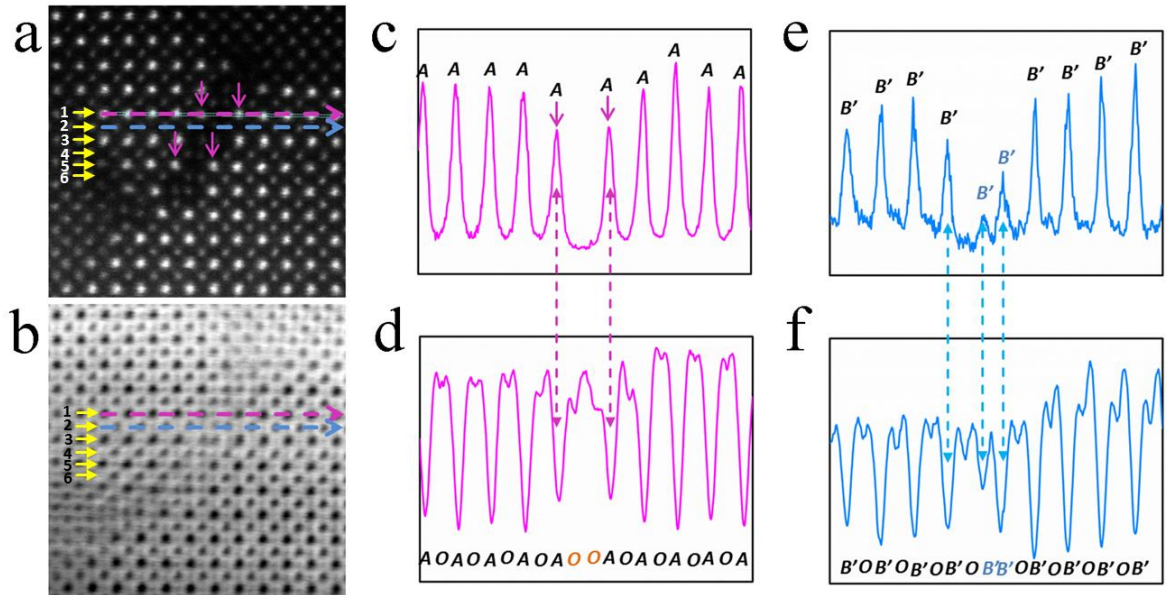 a
1
2
3
4
5
6
c
A A A A A A A A A A
e
B' B' B' B' B' B' B' B' B' B'
b
1
2
3
4
5
6
d
A O A O A O A O A O O A O A O A O A O A
f
B' O B' O B' O B' O B' B' O B' O B' O B' O B'